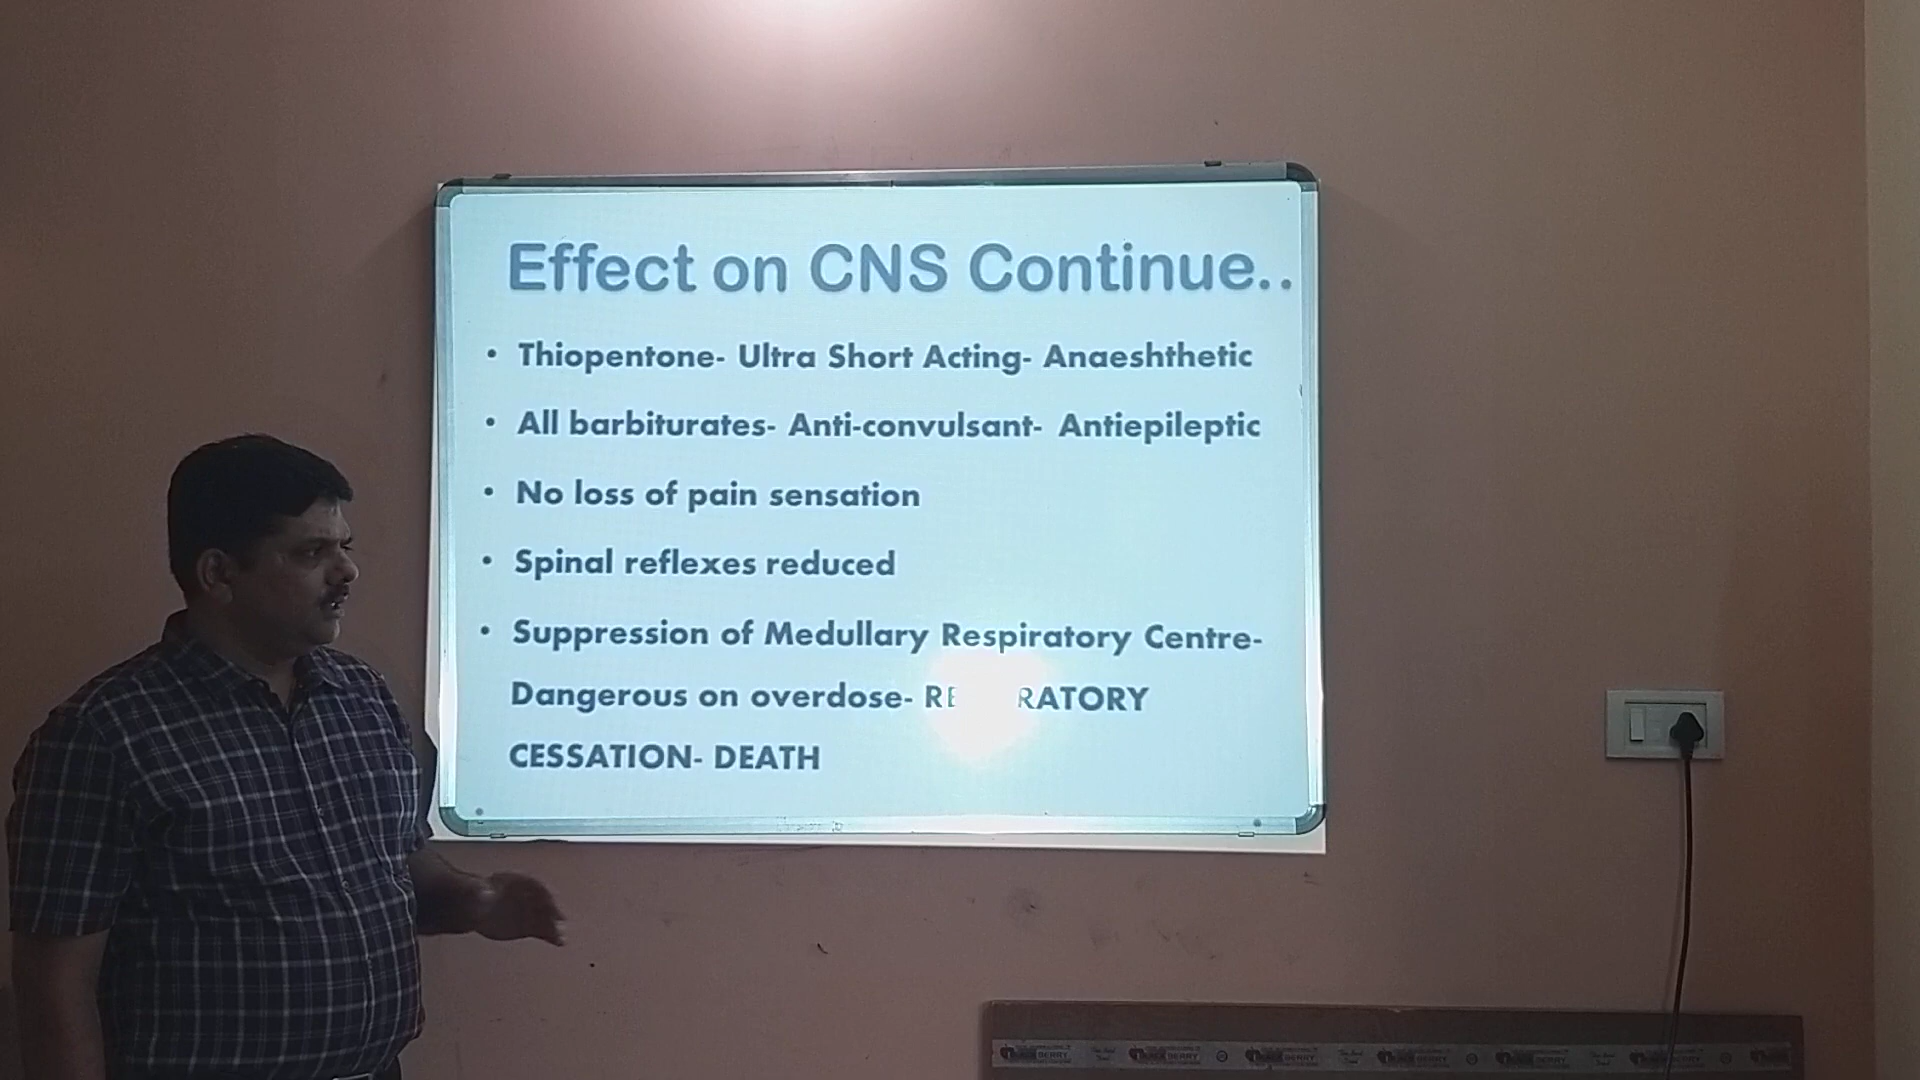 Effect on CNS Continue..
• Thiopentone- Ultra Short Acting- Anaeshthetic
• All barbiturates- Anti-convulsant- Antiepileptic
• No loss of pain sensation
• Spinal reflexes reduced
• Suppression of Medullary Respiratory Centre-
Dangerous on overdose-
CESSATION- DEATH